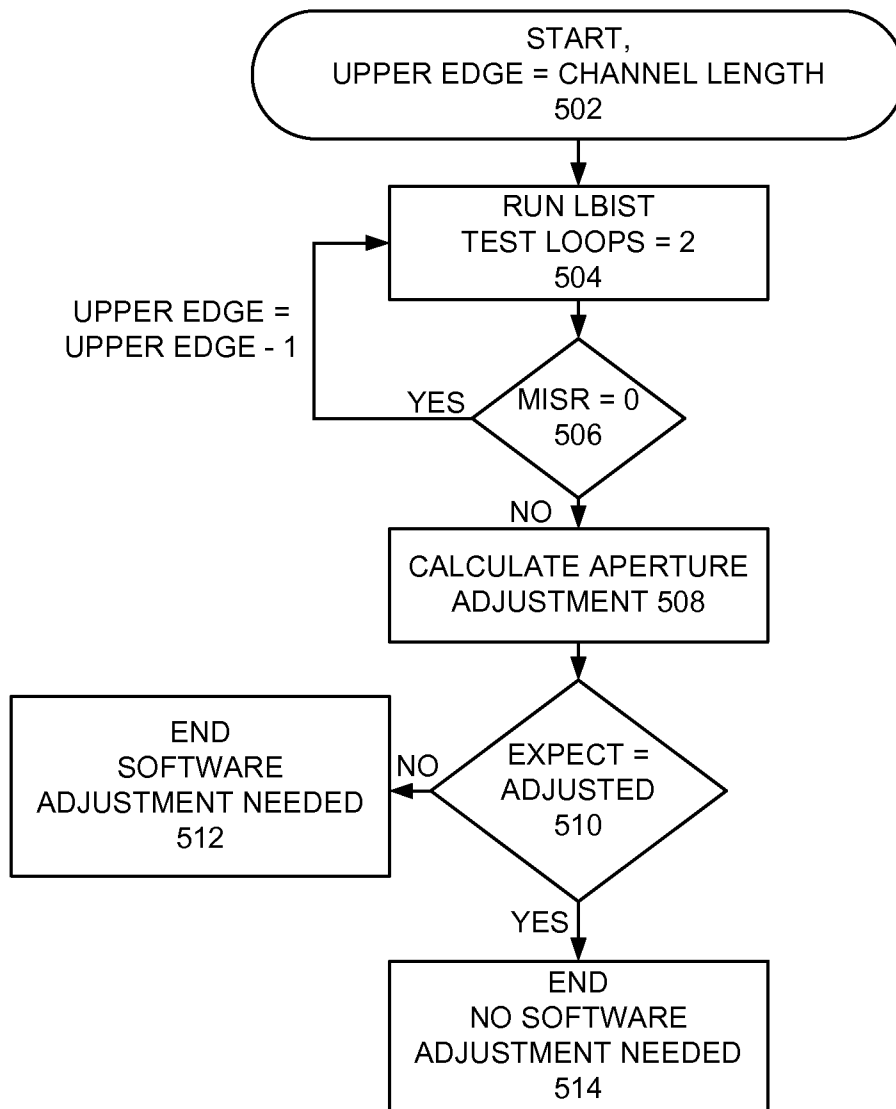 START,
UPPER EDGE = CHANNEL LENGTH
502
RUN LBIST
TEST LOOPS = 2
504
UPPER EDGE =
UPPER EDGE - 1
YES
MISR = 0
506
NO
CALCULATE APERTURE
ADJUSTMENT 508
EXPECT =
ADJUSTED
510
NO
END
SOFTWARE
ADJUSTMENT NEEDED
512
YES
END
NO SOFTWARE
ADJUSTMENT NEEDED
514